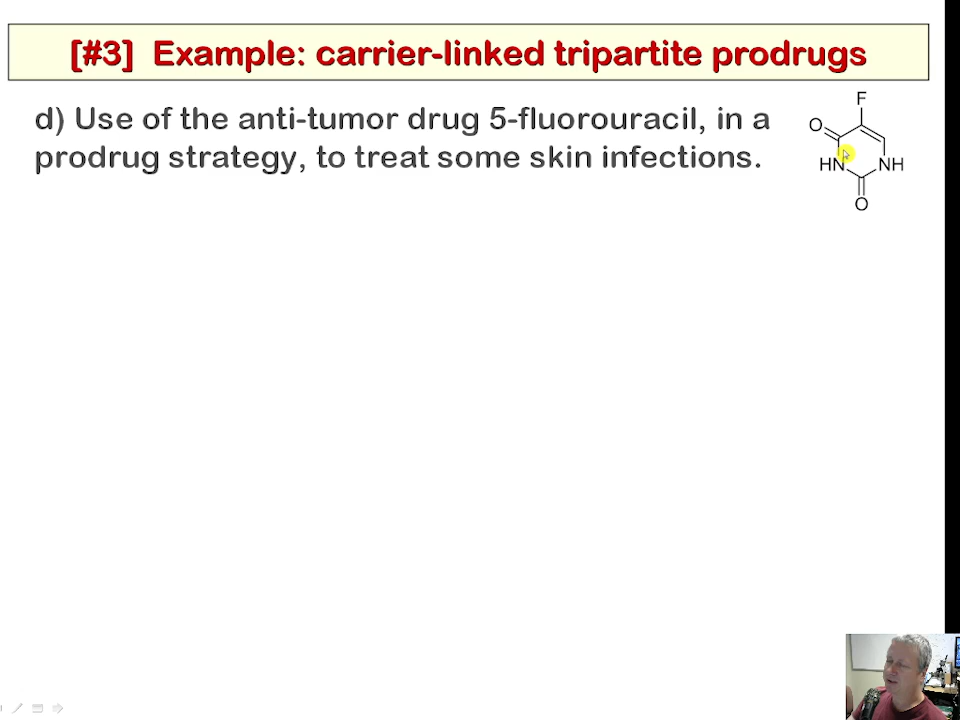 [#3] Example: carrier-linked tripartite prodrugs
d) Use of the anti-tumor drug 5-fluorouracil, in a
prodrug strategy, to treat some skin infections.
F
O
HN NH
O